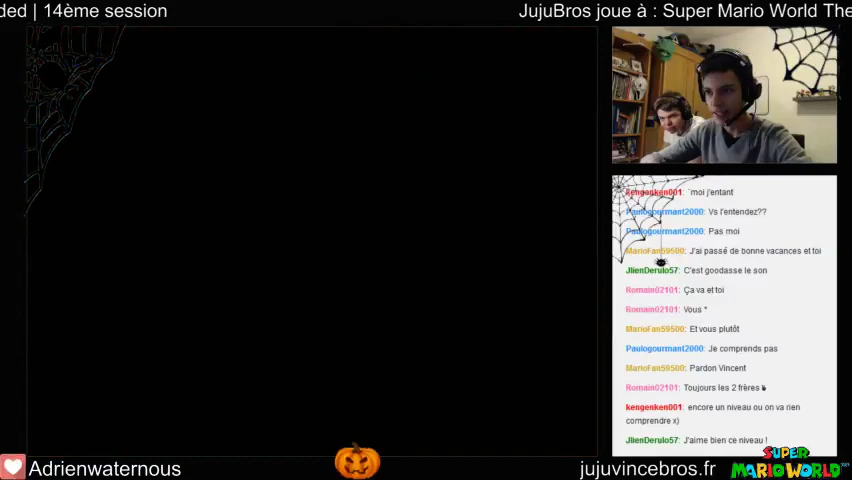 ded | 14ème session
JujuBros joue à : Super Mario World The
kengenken001: ¨moi j'entant
Paulogourmant2000: Vs l'entendez??
Paulogourmant2000: Pas moi
MarioFan59500: J'ai passé de bonne vacances et toi
JlienDerulo57: C'est goodasse le son
Romain02101: Ça va et toi
Romain02101: Vous *
MarioFan59500: Et vous plutôt
Paulogourmant2000: Je comprends pas
MarioFan59500: Pardon Vincent
Romain02101: Toujours les 2 frères
kengenken001: encore un niveau ou on va rien
comprendre x)
JlienDerulo57: J'aime bien ce niveau !
Adrienwaternous
jujuvincebros.fr
SUPER
MARIO WORLD